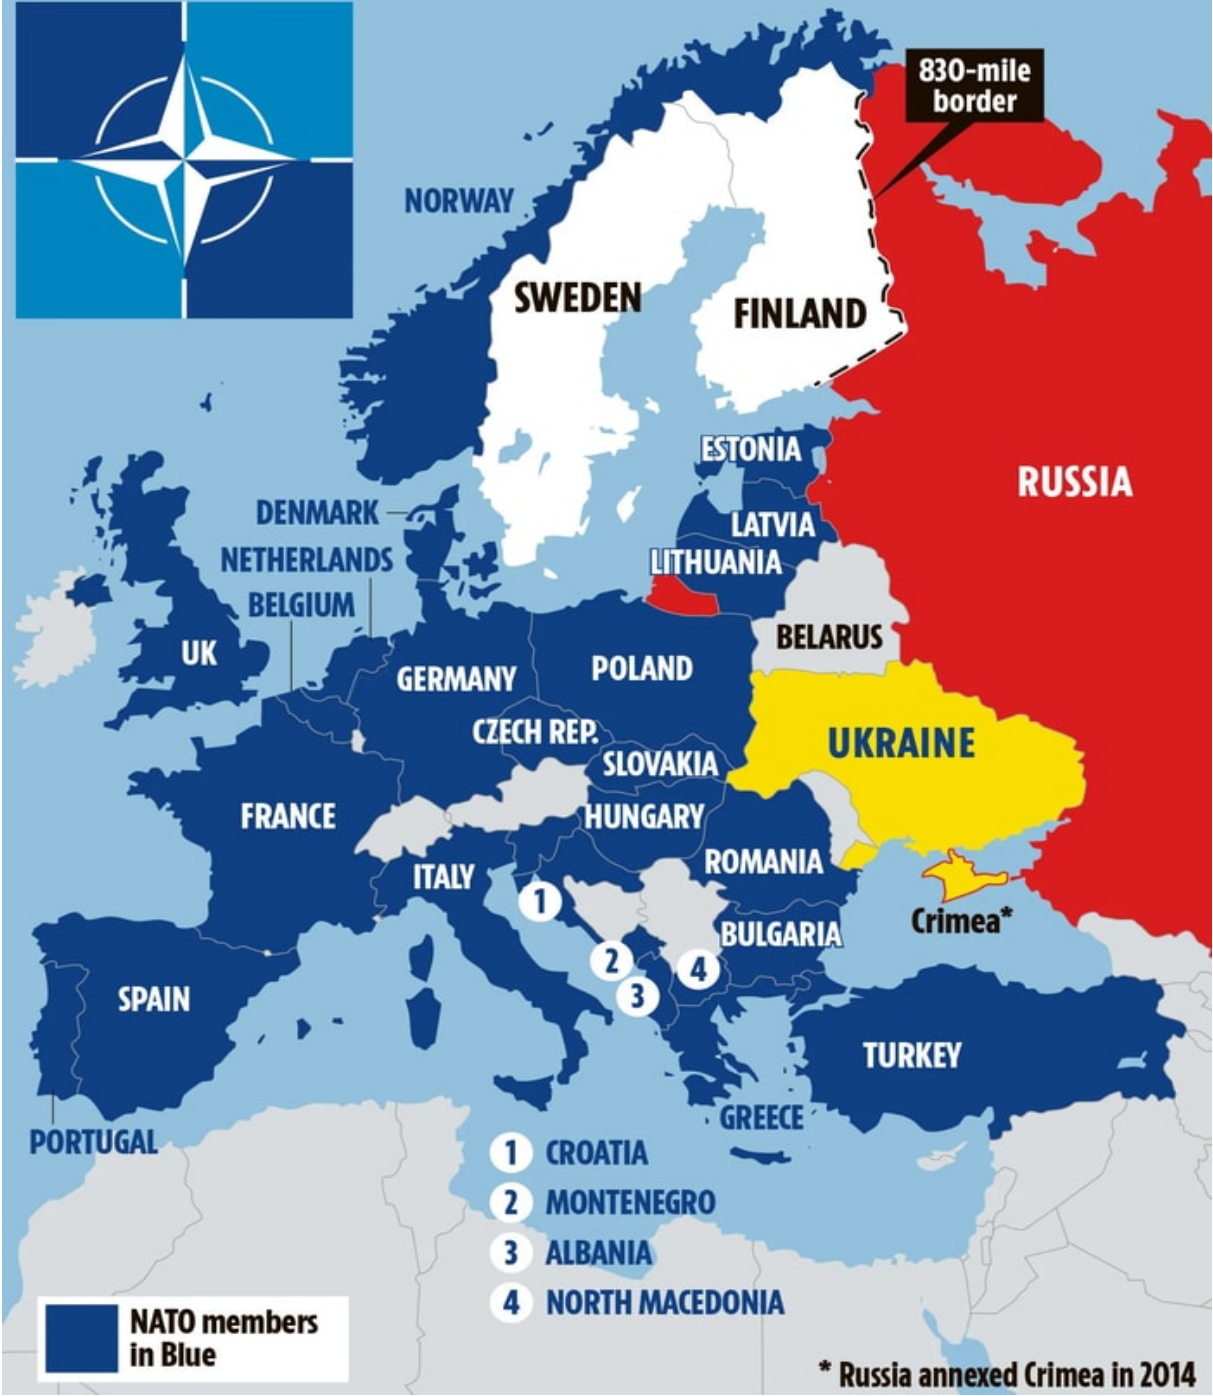 830-mile
border
NORWAY
SWEDEN
FINLAND
ESTONIA
RUSSIA
DENMARK
LATVIA
NETHERLANDS
LITHUANIA
BELGIUM
BELARUS
UK
GERMANY
POLAND
CZECH REP.
UKRAINE
SLOVAKIA
FRANCE
HUNGARY
ITALY
ROMANIA
1
Crimea*
BULGARIA
2
4
3
SPAIN
TURKEY
GREECE
PORTUGAL
1 CROATIA
2 MONTENEGRO
3 ALBANIA
4 NORTH MACEDONIA
NATO members
in Blue
* Russia annexed Crimea in 2014